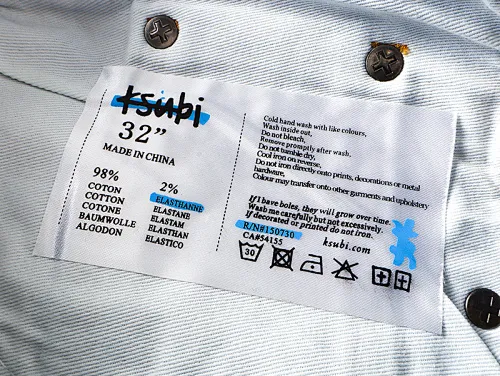 ksubi
32"
MADE IN CHINA
98%
COTON
COTTON
COTONE
BAUMWOLLE
ALGODON
2%
ELASTHANNE
ELASTANE
ELASTAM
ELASTHAN
ELASTICO
Cold hand wash with like colours,
Wash inside out,
Do not bleach,
Remove promptly after wash,
Do not tumble dry,
Cool iron on reverse,
Do not iron directly onto prints, decorations or metal
hardware,
Colour may transfer onto other garments and upholstery
If I have boles, they will grow over time.
Wash me carefully but not excessively.
If decorated or printed do not iron.
R/N#150730
CA#54155
ksubi.com
30